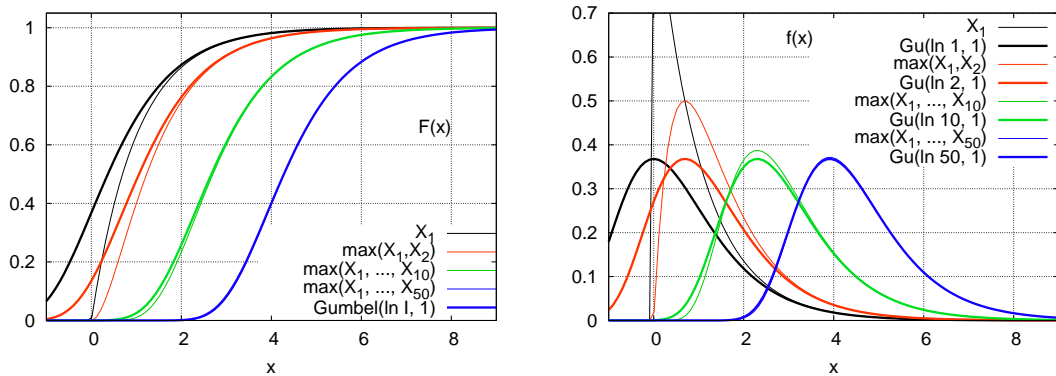 1
0.8
0.6
0.4
0.2
0
0 2 4 6 8
x
F(x)
X1
max(X1,X2)
max(X1, ..., X10)
max(X1, ..., X50)
Gumbel(ln l, 1)
0.7
0.6
0.5
0.4
0.3
0.2
0.1
0
0 2 4 6 8
x
f(x)
X1
Gu(ln 1, 1)
max(X1,X2)
Gu(ln 2, 1)
max(X1, ..., X10)
Gu(ln 10, 1)
max(X1, ..., X50)
Gu(ln 50, 1)